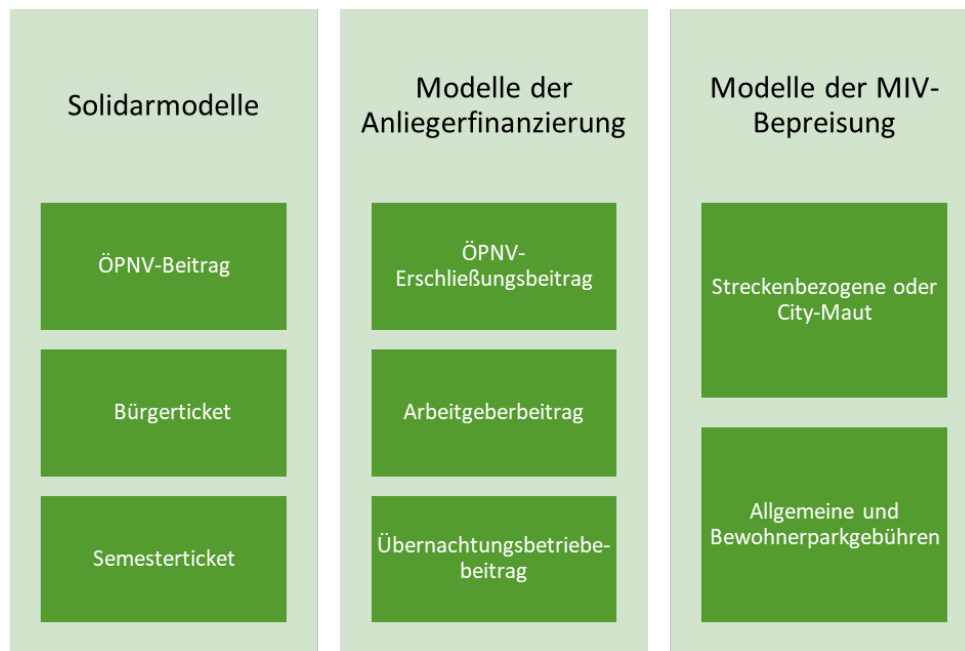 Solidarmodelle
ÖPNV-Beitrag
Bürgerticket
Semesterticket
Modelle der
Anliegerfinanzierung
ÖPNV-
Erschließungsbeitrag
Arbeitgeberbeitrag
Übernachtungsbetriebe-
beitrag
Modelle der MIV-
Bepreisung
Streckenbezogene oder
City-Maut
Allgemeine und
Bewohnerparkgebühren